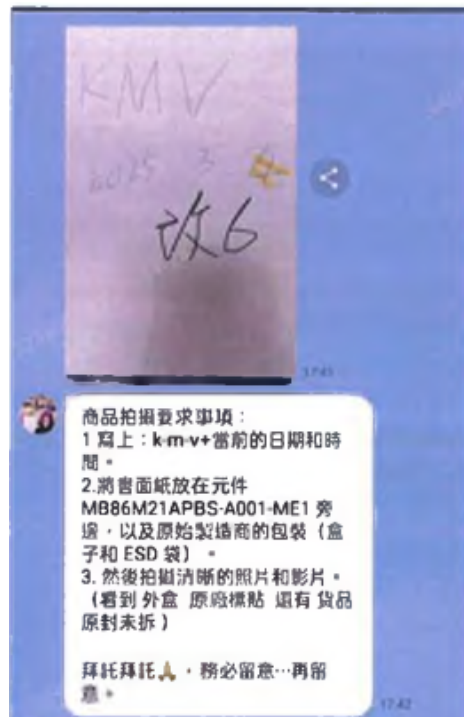 KMV
2025 3
改6
17:41
商品拍攝要求事項：
1 寫上：k-m-v+當前的日期和時
間。
2.將書面紙放在元件
MB86M21APBS-A001-ME1 旁
邊，以及原始製造商的包裝（盒
子和 ESD 袋）。
3. 然後拍攝清晰的照片和影片。
（看到 外盒 原廠標貼 還有 貨品
原封未拆）
拜託拜託🙏，務必留意⋯再留
意。
17:42